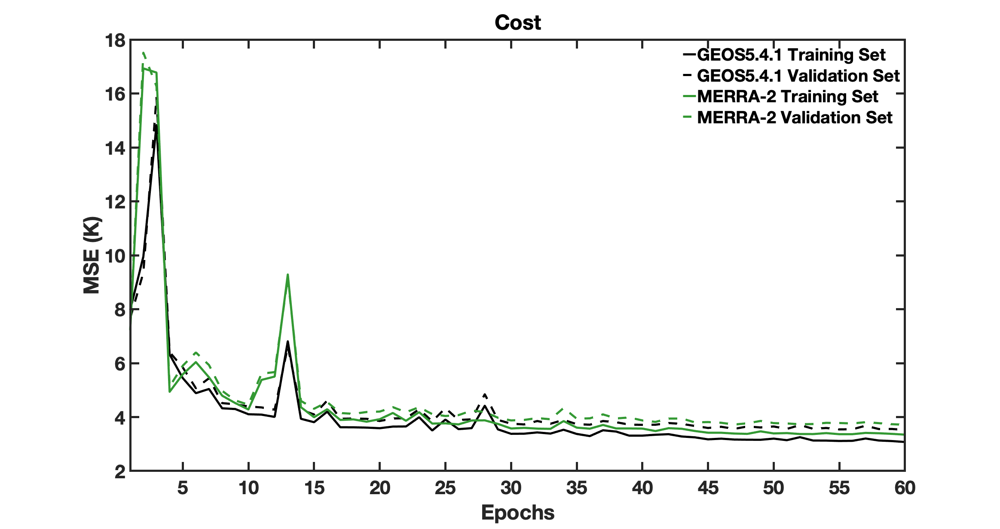 Cost
18
16
14
12
10
8
6
4
2
MSE (K)
GEOS5.4.1 Training Set
GEOS5.4.1 Validation Set
MERRA-2 Training Set
MERRA-2 Validation Set
5 10 15 20 25 30 35 40 45 50 55 60
Epochs